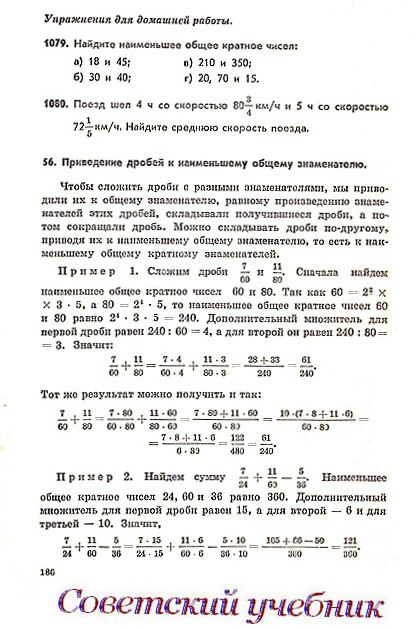 Упражнения для домашней работы.
1079. Найдите наименьшее общее кратное чисел:
а) 18 и 45; в) 210 и 350;
б) 30 и 40; г) 20, 70 и 15.
1080. Поезд шел 4 ч со скоростью 80 3/4 км/ч и 5 ч со скоростью
72 1/5 км/ч. Найдите среднюю скорость поезда.
56. Приведение дробей к наименьшему общему знаменателю.
Чтобы сложить дроби с разными знаменателями, мы приво-
дили их к общему знаменателю, равному произведению знаме-
нателей этих дробей, складывали получившиеся дроби, а по-
том сокращали дробь. Можно складывать дроби по-другому,
приводя их к наименьшему общему знаменателю, то есть к наи-
меньшему общему кратному знаменателей.
Пример 1. Сложим дроби 7/60 и 11/80. Сначала найдем
наименьшее общее кратное чисел 60 и 80. Так как 60 = 2² ×
× 3 · 5, а 80 = 2⁴ · 5, то наименьшее общее кратное чисел 60
и 80 равно 2⁴ · 3 · 5 = 240. Дополнительный множитель для
первой дроби равен 240 : 60 = 4, а для второй он равен 240 : 80 =
= 3. Значит:
7/60 + 11/80 = 7 · 4/60 · 4 + 11 · 3/80 · 3 = 28 + 33/240 = 61/240.
Тот же результат можно получить и так:
7/60 + 11/80 = 7 · 80/60 · 80 + 11 · 60/80 · 60 = 7 · 80 + 11 · 60/60 · 80 = 10 · (7 · 8 + 11 · 6)/60 · 80 =
= 7 · 8 + 11 · 6/6 · 80 = 122/480 = 61/240.
Пример 2. Найдем сумму 7/24 + 11/60 − 5/36. Наименьшее
общее кратное чисел 24, 60 и 36 равно 360. Дополнительный
множитель для первой дроби равен 15, а для второй — 6 и для
третьей — 10. Значит,
7/24 + 11/60 − 5/36 = 7 · 15/24 · 15 + 11 · 6/60 · 6 − 5 · 10/36 · 10 = 105 + 66 − 50/360 = 121/360.
186
Советский учебник